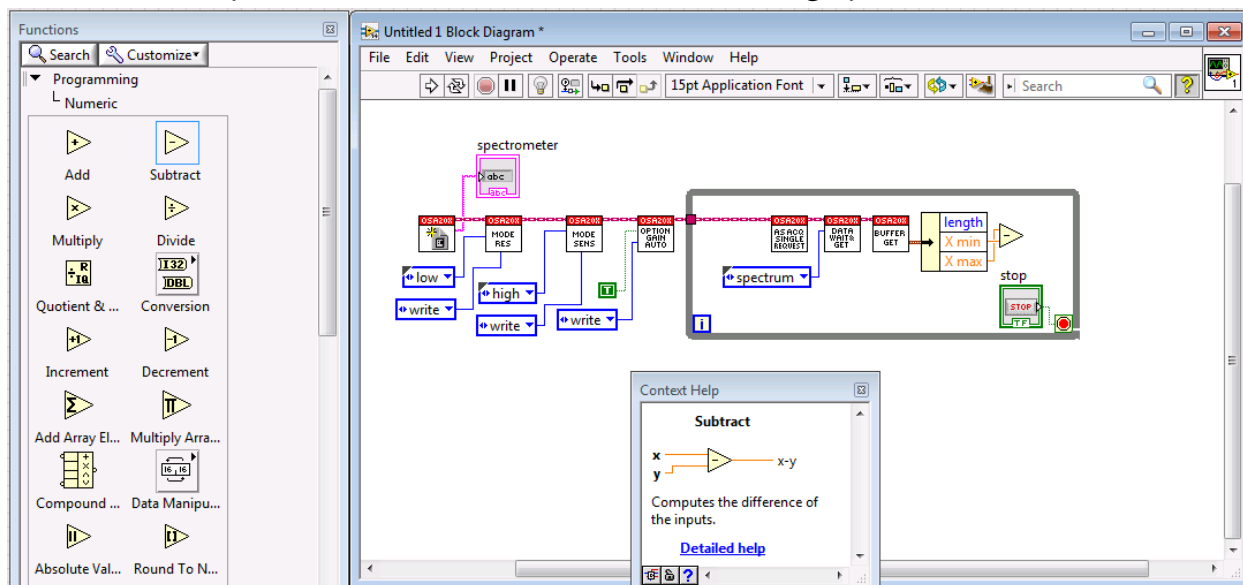 Functions
Search Customize
Programming
Numeric
Add Subtract
Multiply Divide
Quotient & ... Conversion
Increment Decrement
Add Array El... Multiply Arra...
Compound ... Data Manipu...
Absolute Val... Round To N...
Untitled 1 Block Diagram *
File Edit View Project Operate Tools Window Help
15pt Application Font
Search
spectrometer
abc
abc
OSA20X
OSA20X
MODE
RES
OSA20X
MODE
SENS
OSA20X
OPTION
GAIN
AUTO
OSA20X
AS ACQ
SINGLE
REQUEST
OSA20X
DATA
WAIT&
GET
OSA20X
BUFFER
GET
length
X min
X max
low
write
high
write
T
write
spectrum
stop
STOP
TF
i
Context Help
Subtract
x
y
x-y
Computes the difference of
the inputs.
Detailed help